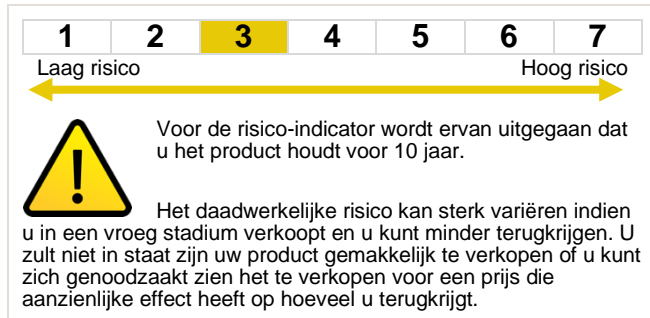 1 2 3 4 5 6 7
Laag risico Hoog risico
Voor de risico-indicator wordt ervan uitgegaan dat
u het product houdt voor 10 jaar.
Het daadwerkelijke risico kan sterk variëren indien
u in een vroeg stadium verkoopt en u kunt minder terugkrijgen. U
zult niet in staat zijn uw product gemakkelijk te verkopen of u kunt
zich genoodzaakt zien het te verkopen voor een prijs die
aanzienlijke effect heeft op hoeveel u terugkrijgt.